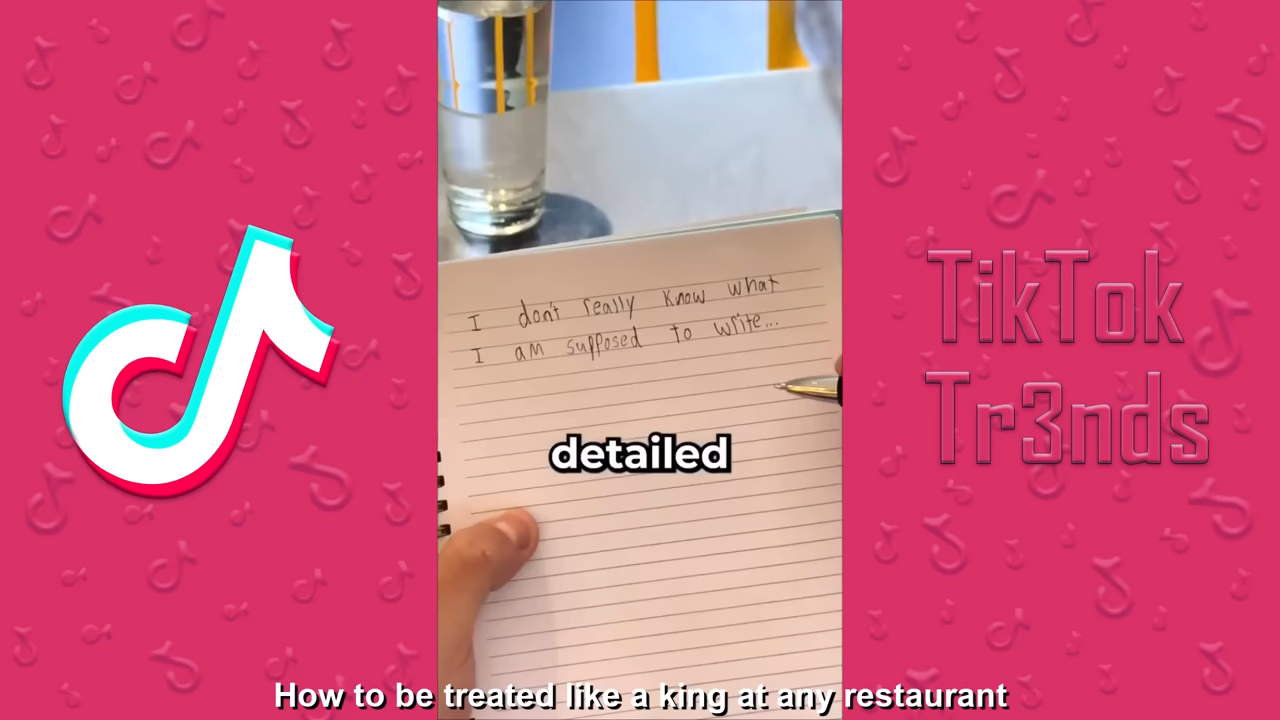 I don't really know what
I am supposed to write...
detailed
TikTok
Tr3nds
How to be treated like a king at any restaurant